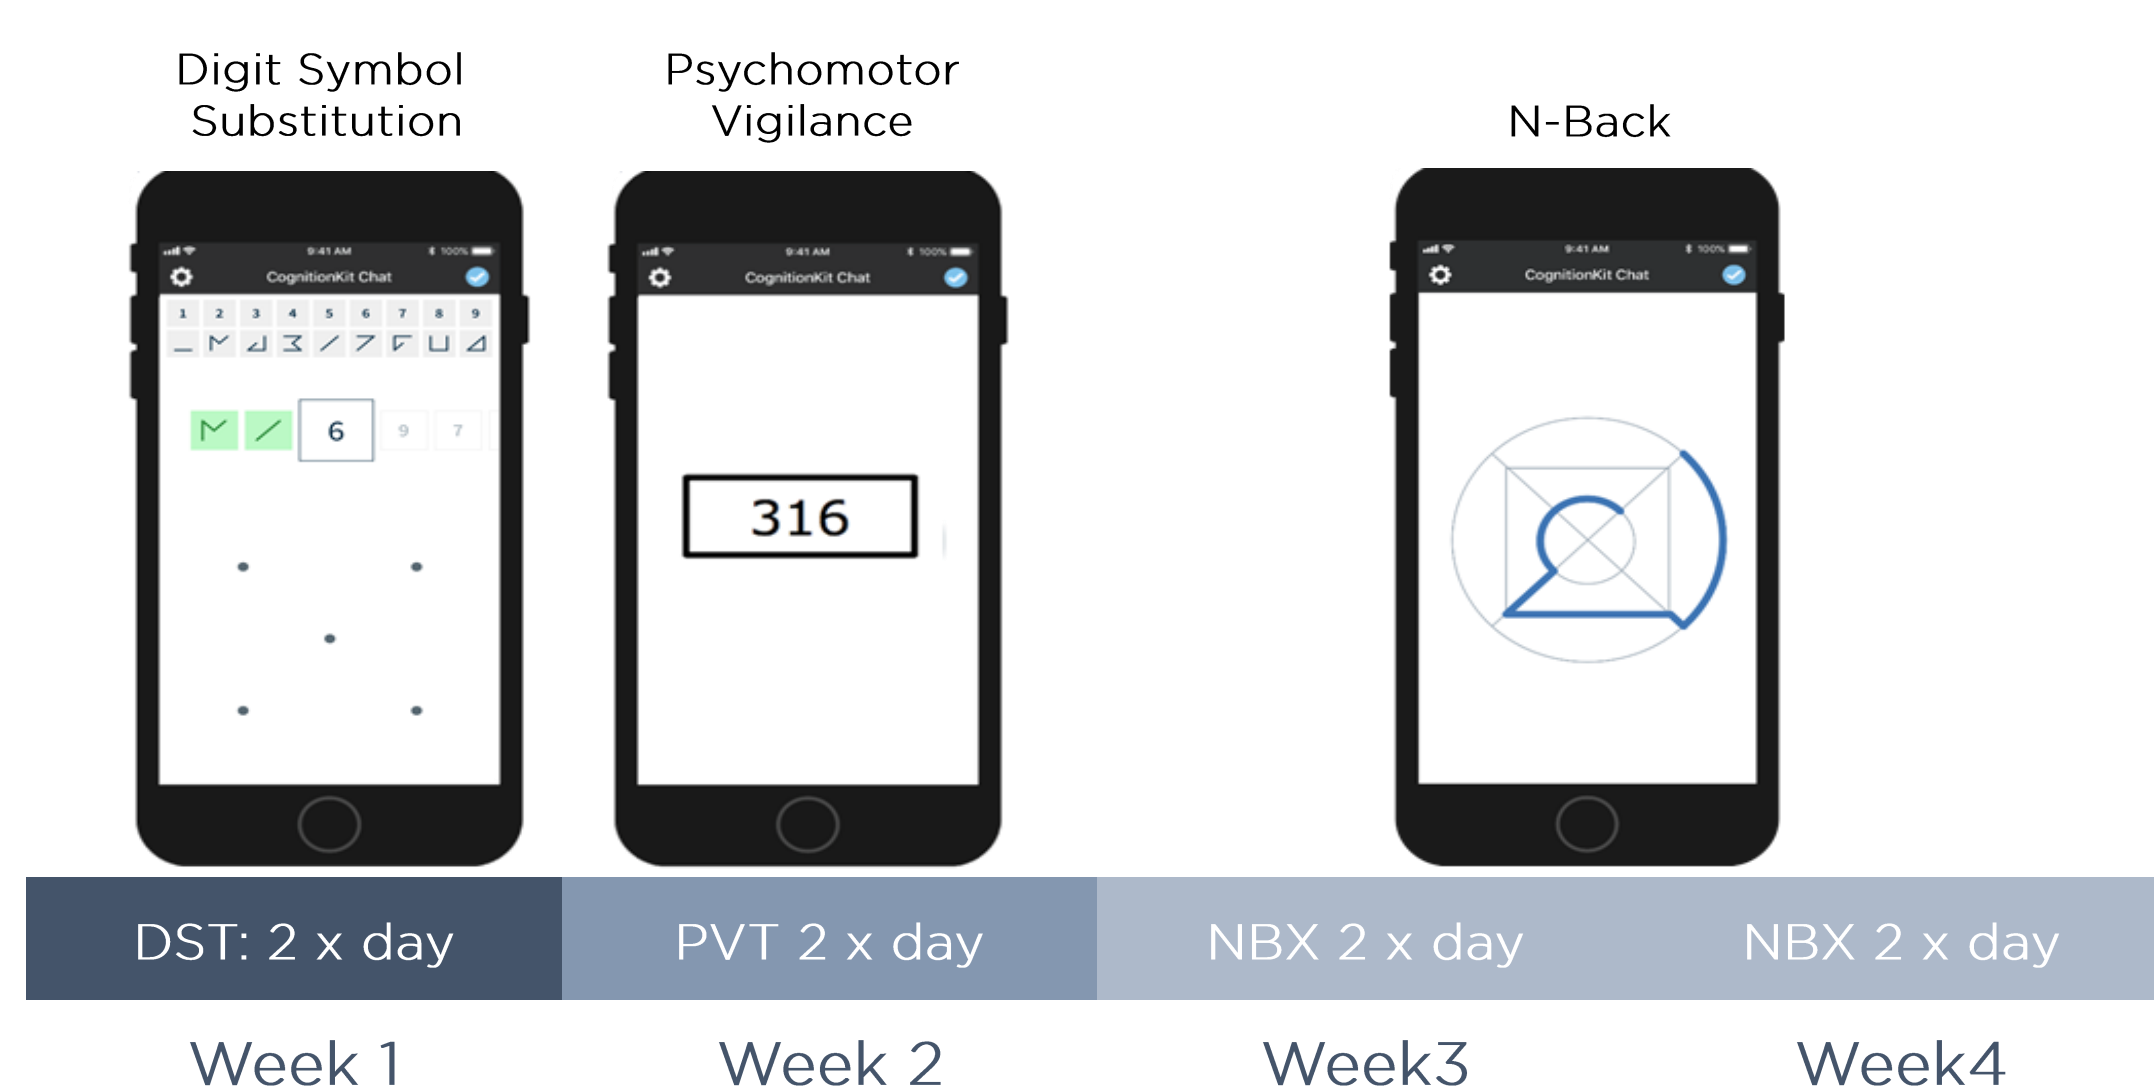 Digit Symbol
Substitution
Psychomotor
Vigilance
N-Back
9:41 AM 100%
CognitionKit Chat
1 2 3 4 5 6 7 8 9
6 9 7
9:41 AM 100%
CognitionKit Chat
316
9:41 AM 100%
CognitionKit Chat
DST: 2 x day
PVT 2 x day
NBX 2 x day
NBX 2 x day
Week 1
Week 2
Week3
Week4